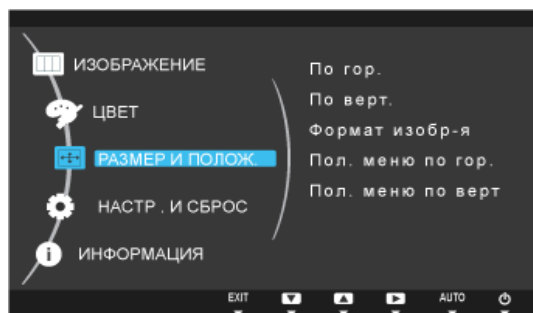 ИЗОБРАЖЕНИЕ
ЦВЕТ
РАЗМЕР И ПОЛОЖ.
НАСТР . И СБРОС
ИНФОРМАЦИЯ
По гор.
По верт.
Формат изобр-я
Пол. меню по гор.
Пол. меню по верт
EXIT AUTO